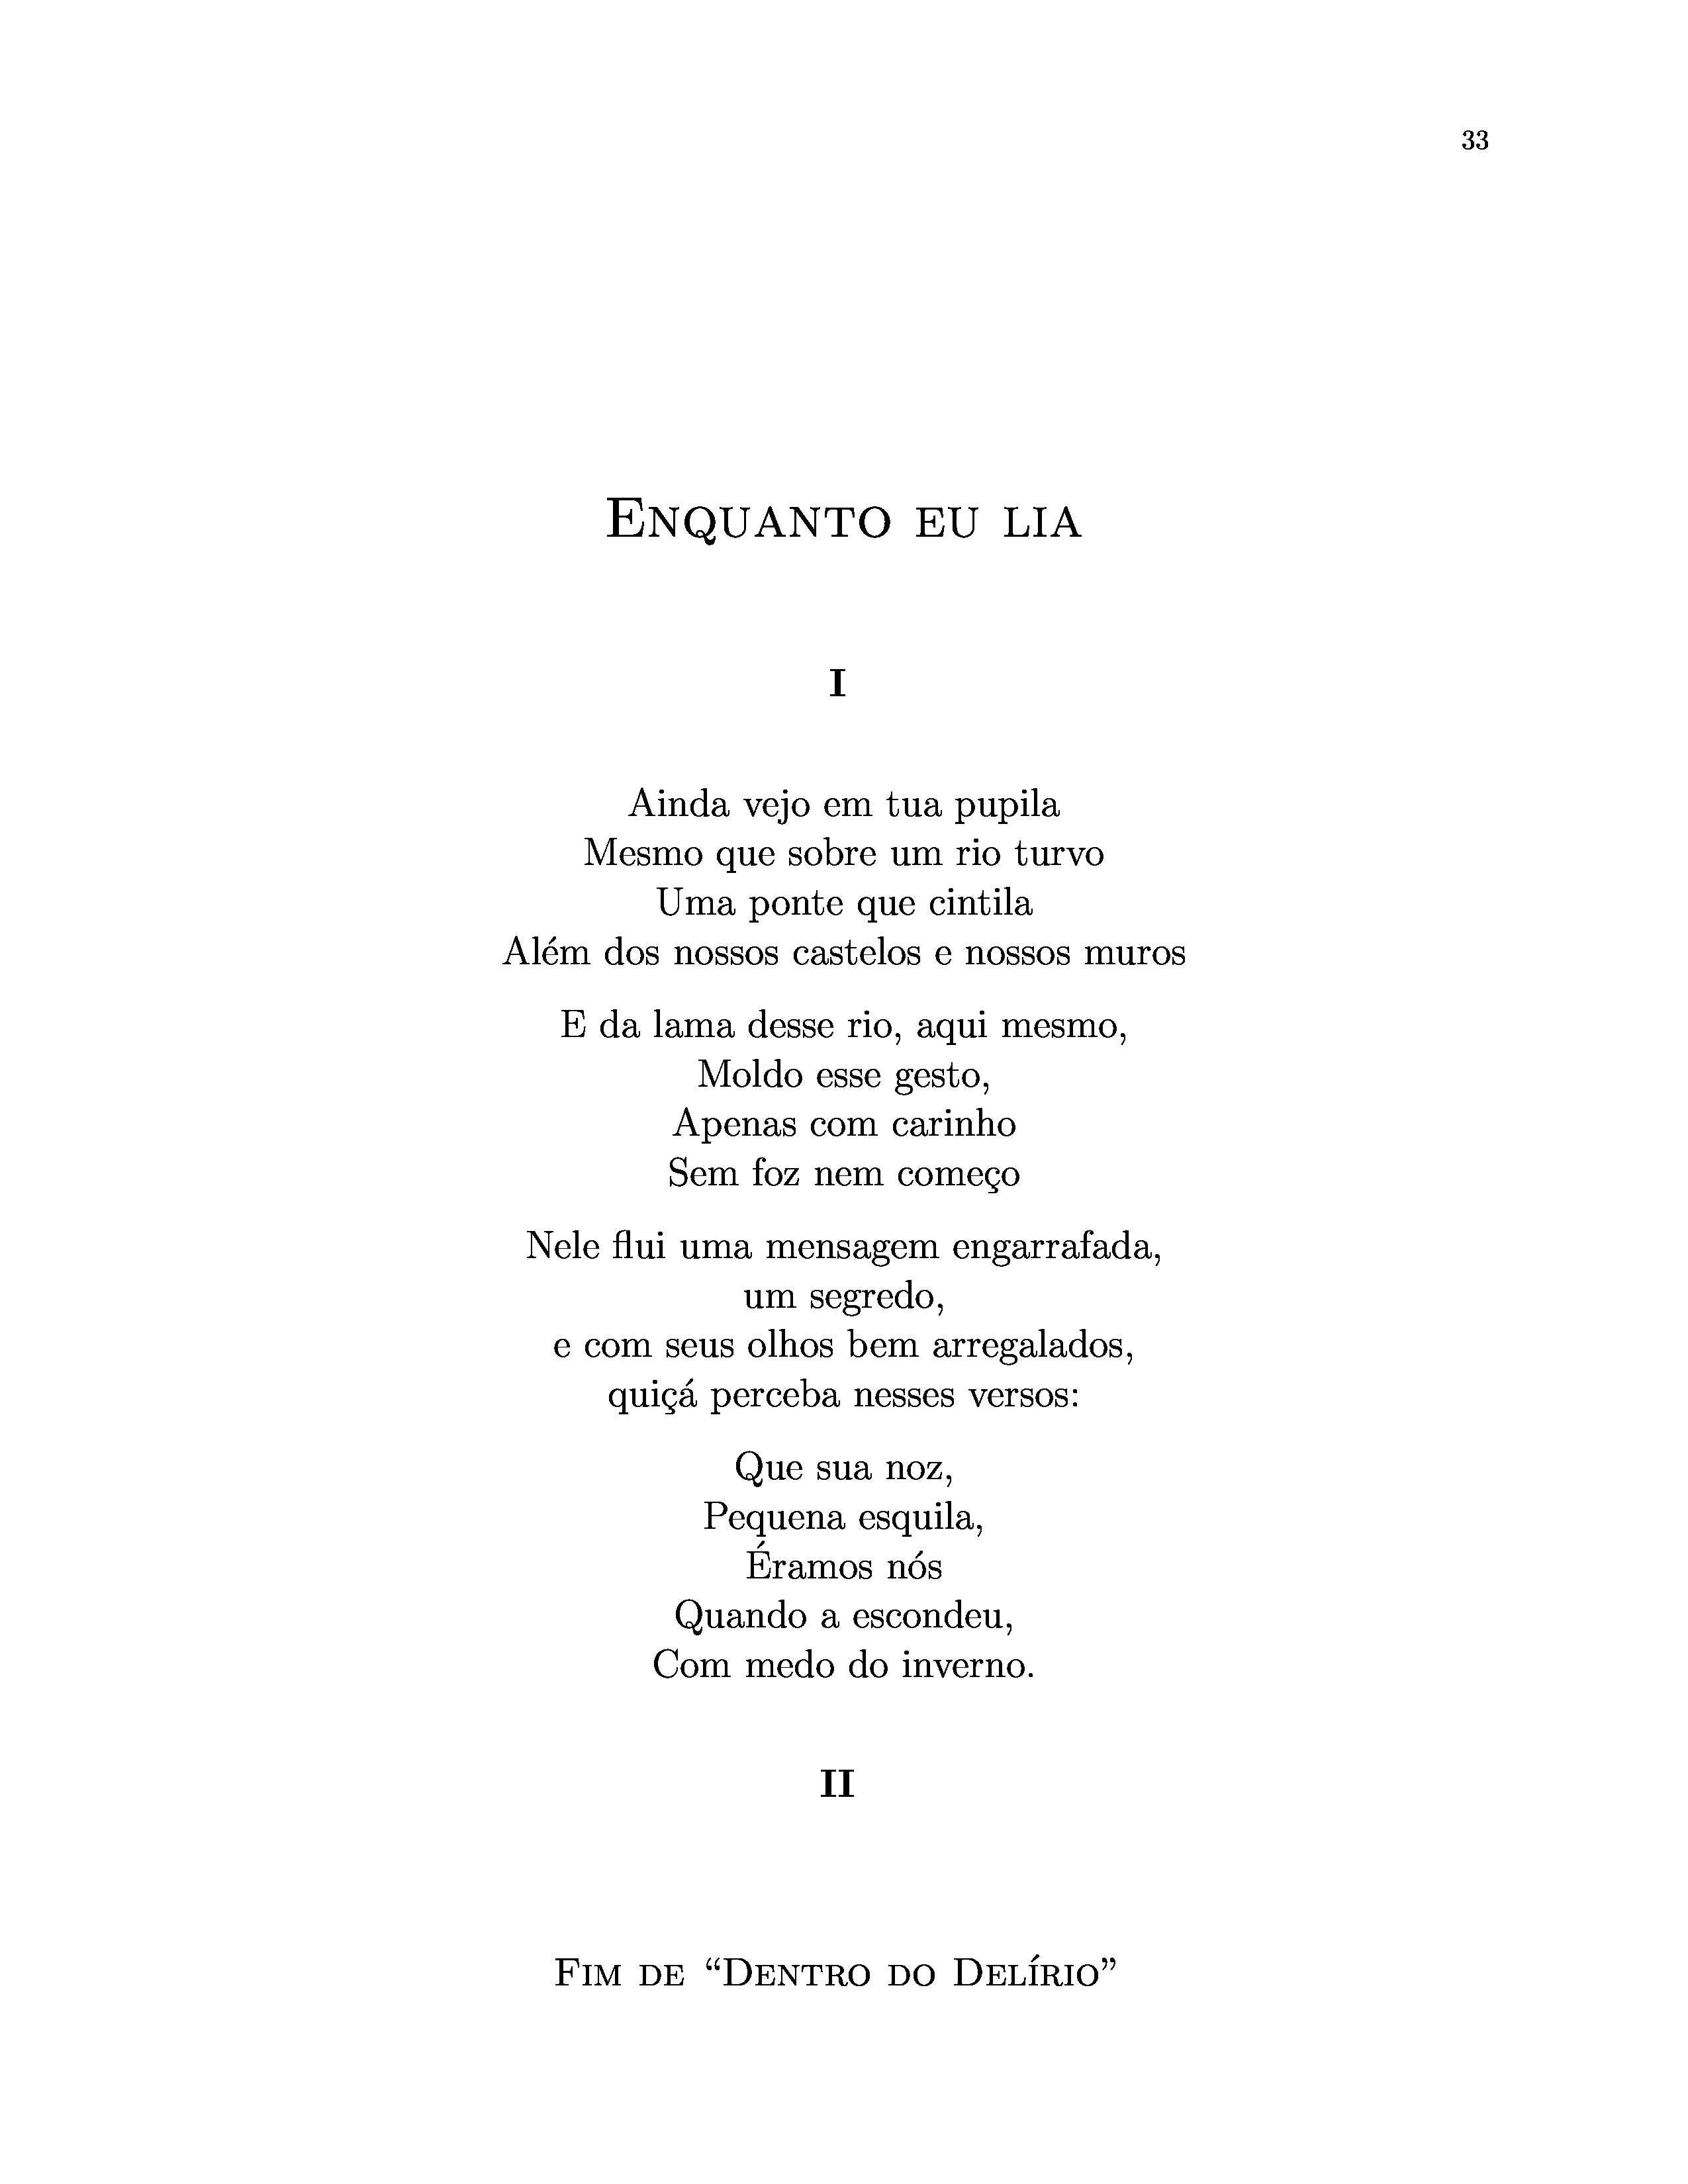 33
Enquanto eu lia
I
Ainda vejo em tua pupila
Mesmo que sobre um rio turvo
Uma ponte que cintila
Além dos nossos castelos e nossos muros
E da lama desse rio, aqui mesmo,
Moldo esse gesto,
Apenas com carinho
Sem foz nem começo
Nele flui uma mensagem engarrafada,
um segredo,
e com seus olhos bem arregalados,
quiçá perceba nesses versos:
Que sua noz,
Pequena esquila,
Éramos nós
Quando a escondeu,
Com medo do inverno.
II
Fim de “Dentro do Delírio”